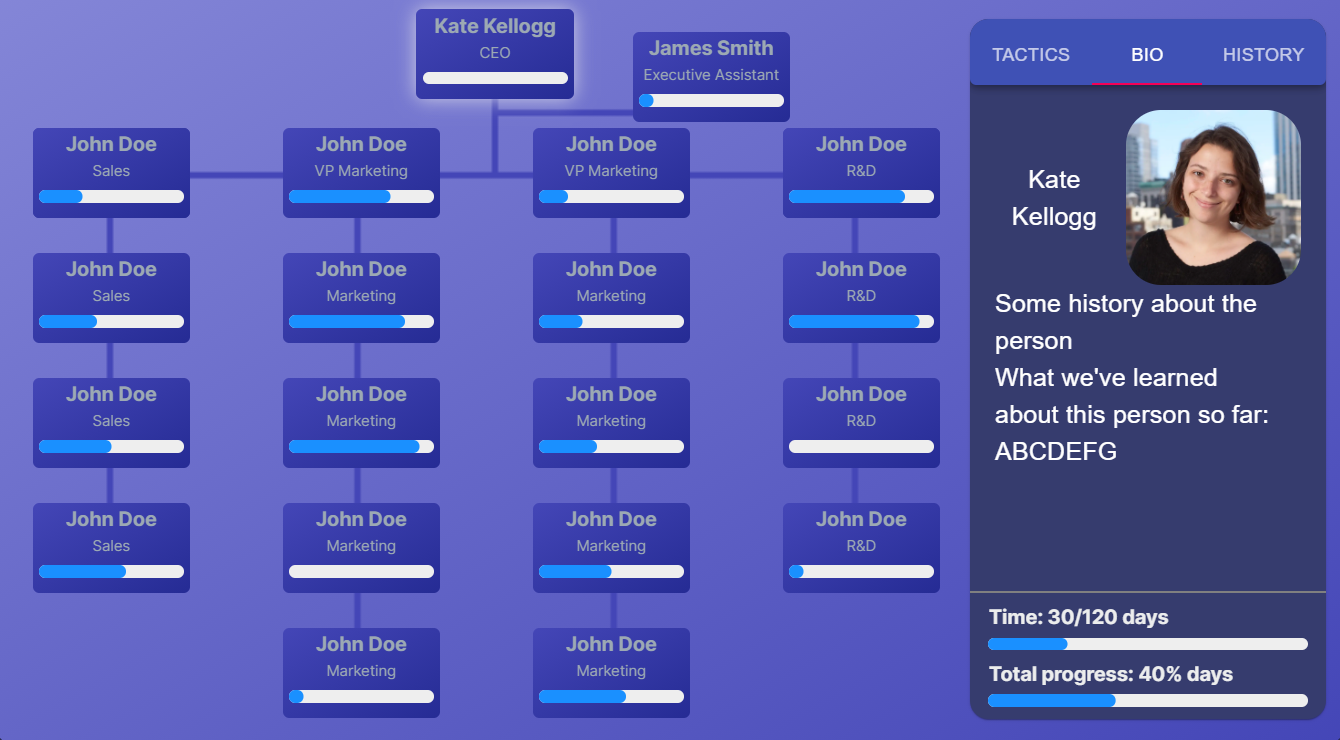 Kate Kellogg
CEO
James Smith
Executive Assistant
John Doe
Sales
John Doe
VP Marketing
John Doe
VP Marketing
John Doe
R&D
John Doe
Sales
John Doe
Marketing
John Doe
Marketing
John Doe
R&D
John Doe
Sales
John Doe
Marketing
John Doe
Marketing
John Doe
R&D
John Doe
Sales
John Doe
Marketing
John Doe
Marketing
John Doe
R&D
John Doe
Marketing
John Doe
Marketing
TACTICS
BIO
HISTORY
Kate
Kellogg
Some history about the
person
What we've learned
about this person so far:
ABCDEFG
Time: 30/120 days
Total progress: 40% days